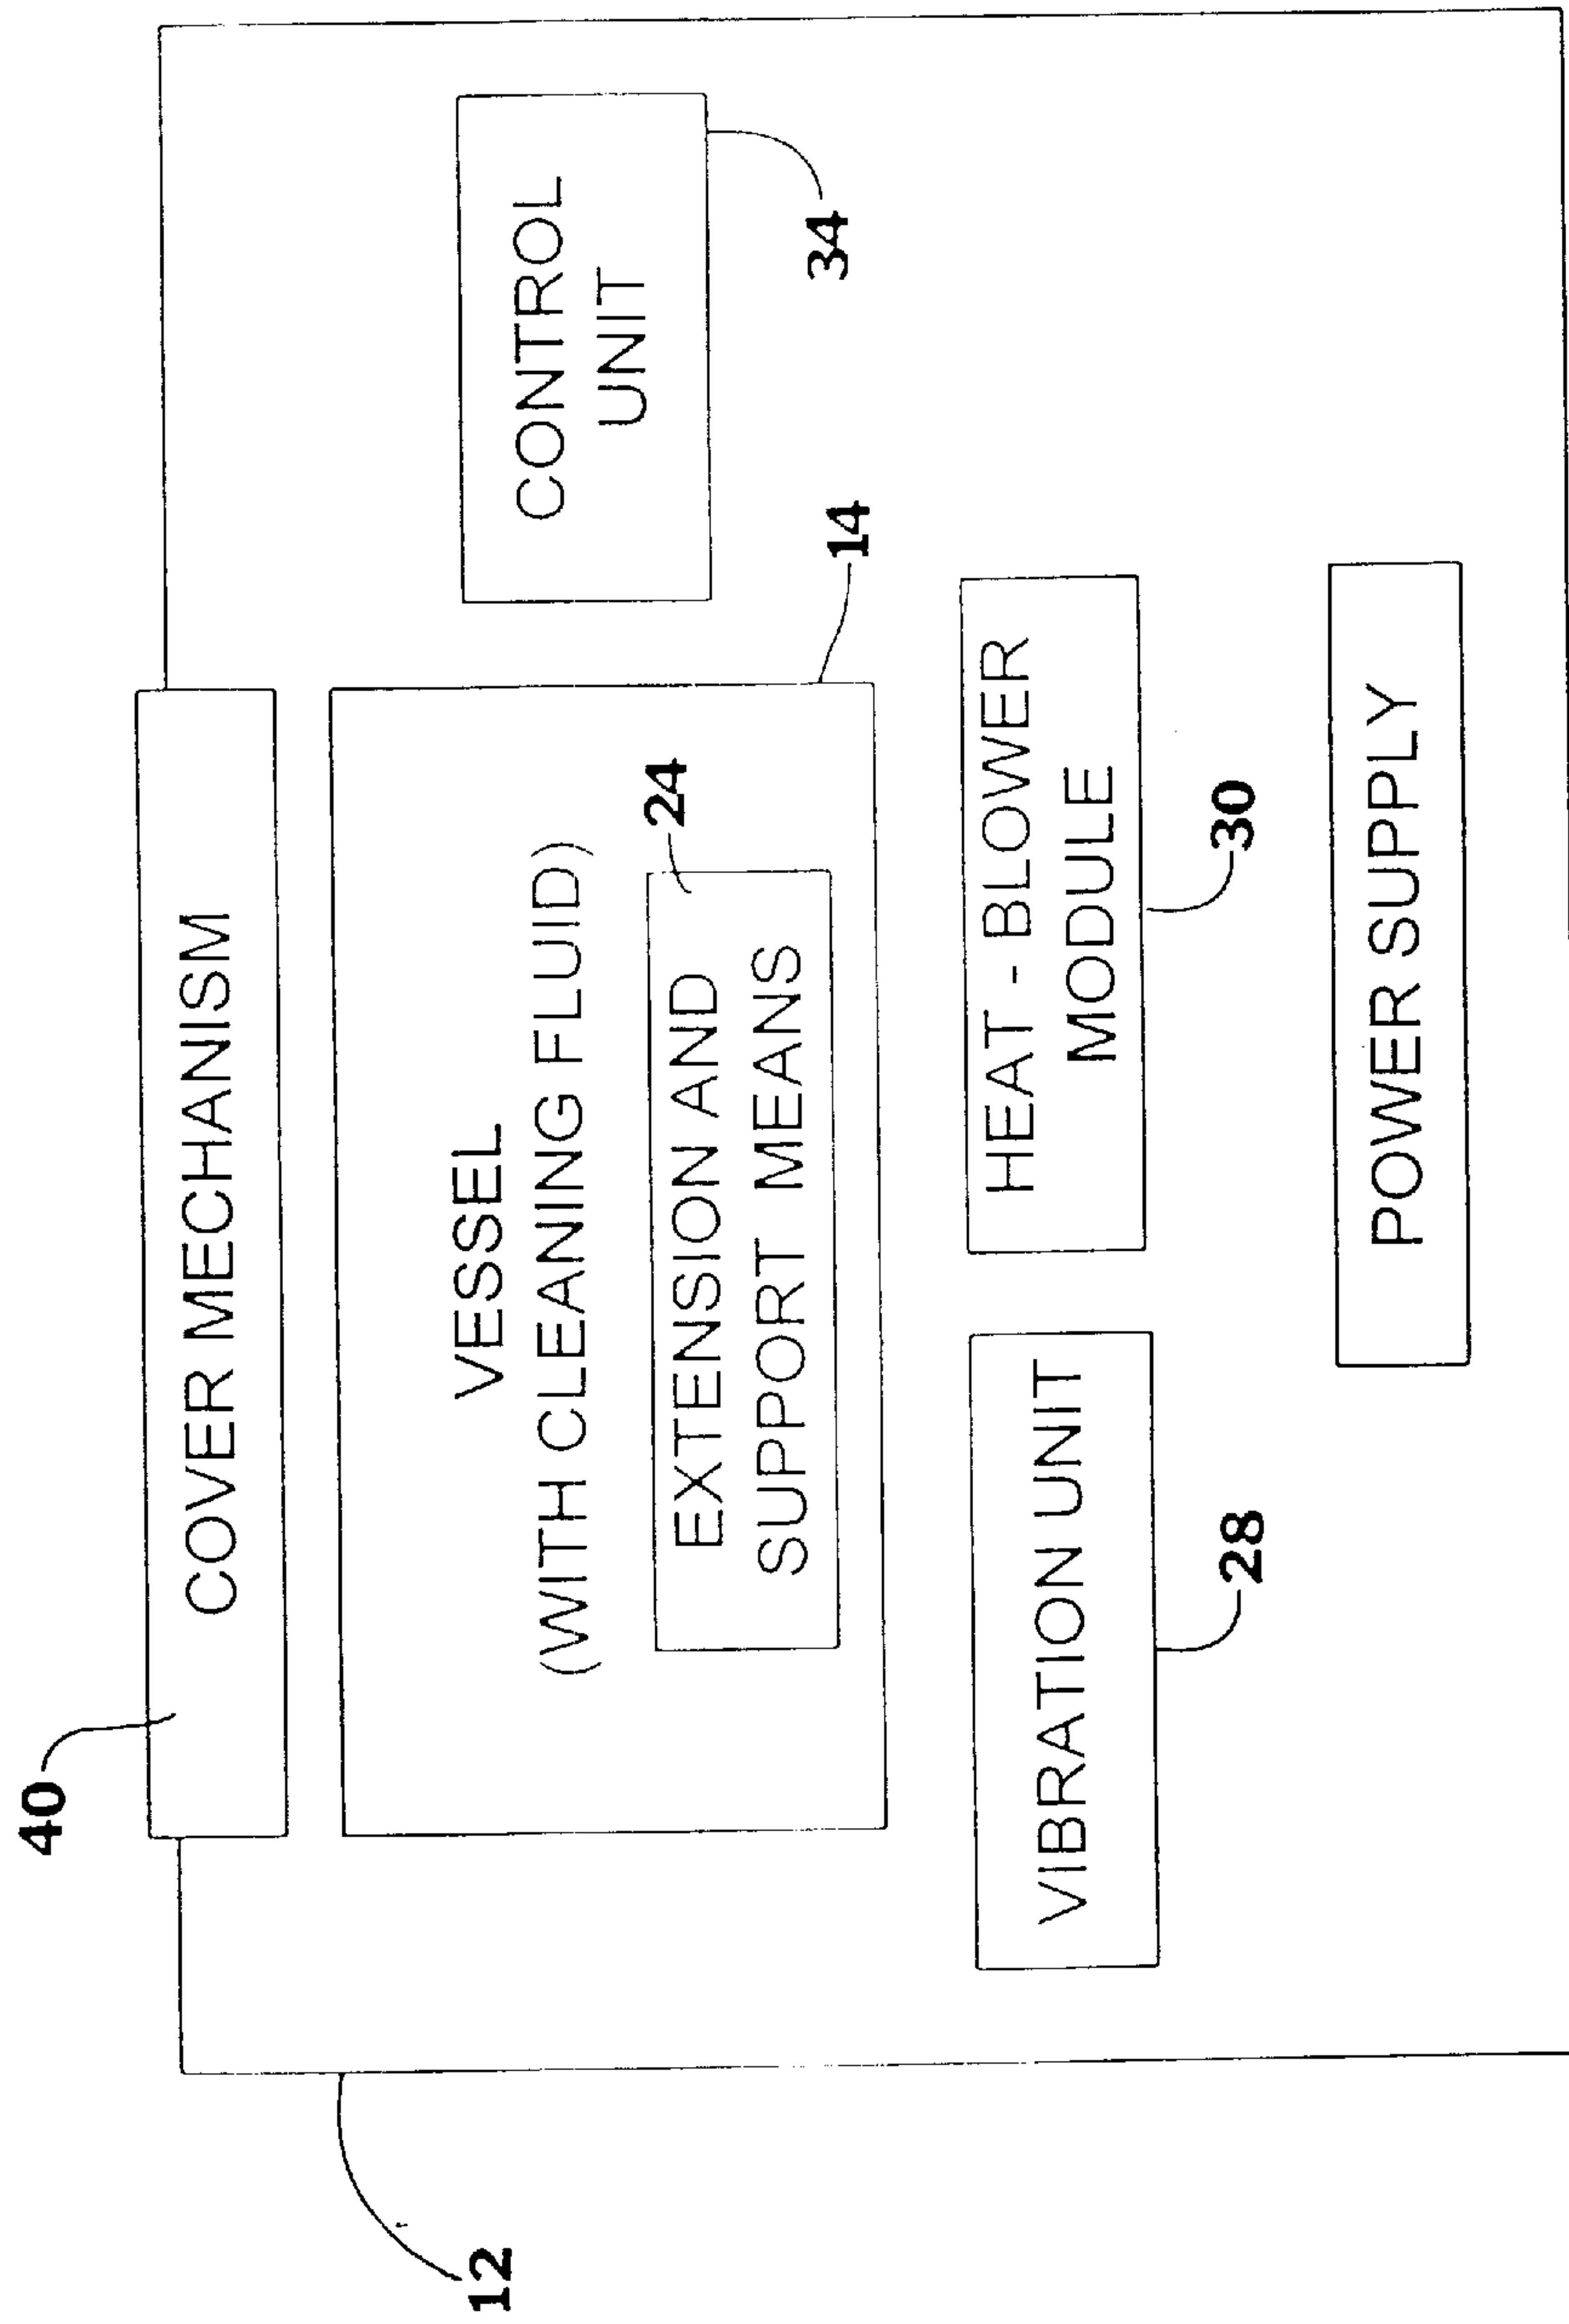 40
COVER MECHANISM
VESSEL
(WITH CLEANING FLUID)
EXTENSION AND
SUPPORT MEANS
24
14
CONTROL
UNIT
34
VIBRATION UNIT
28
HEAT - BLOWER
MODULE
30
POWER SUPPLY
12